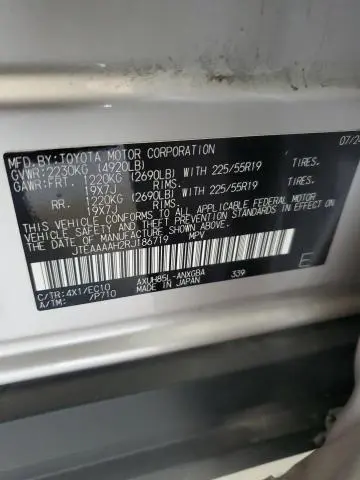 MFD.BY:TOYOTA MOTOR CORPORATION 07/24
GVWR:2230KG (4920LB)
GAWR:FRT. 1220KG (2690LB) WITH 225/55R19
19X7J RIMS.
RR. 1220KG (2690LB) WITH 225/55R19
19X7J RIMS.
THIS VEHICLE CONFORMS TO ALL APPLICABLE FEDERAL MOTOR
VEHICLE SAFETY AND THEFT PREVENTION STANDARDS IN EFFECT
ON THE DATE OF MANUFACTURE SHOWN ABOVE.
JTEAAAAH2RJ186719 MPV
C/TR:4X1/EC10 AXUH85L-ANXGBA 339
A/TM: /P710 MADE IN JAPAN
E